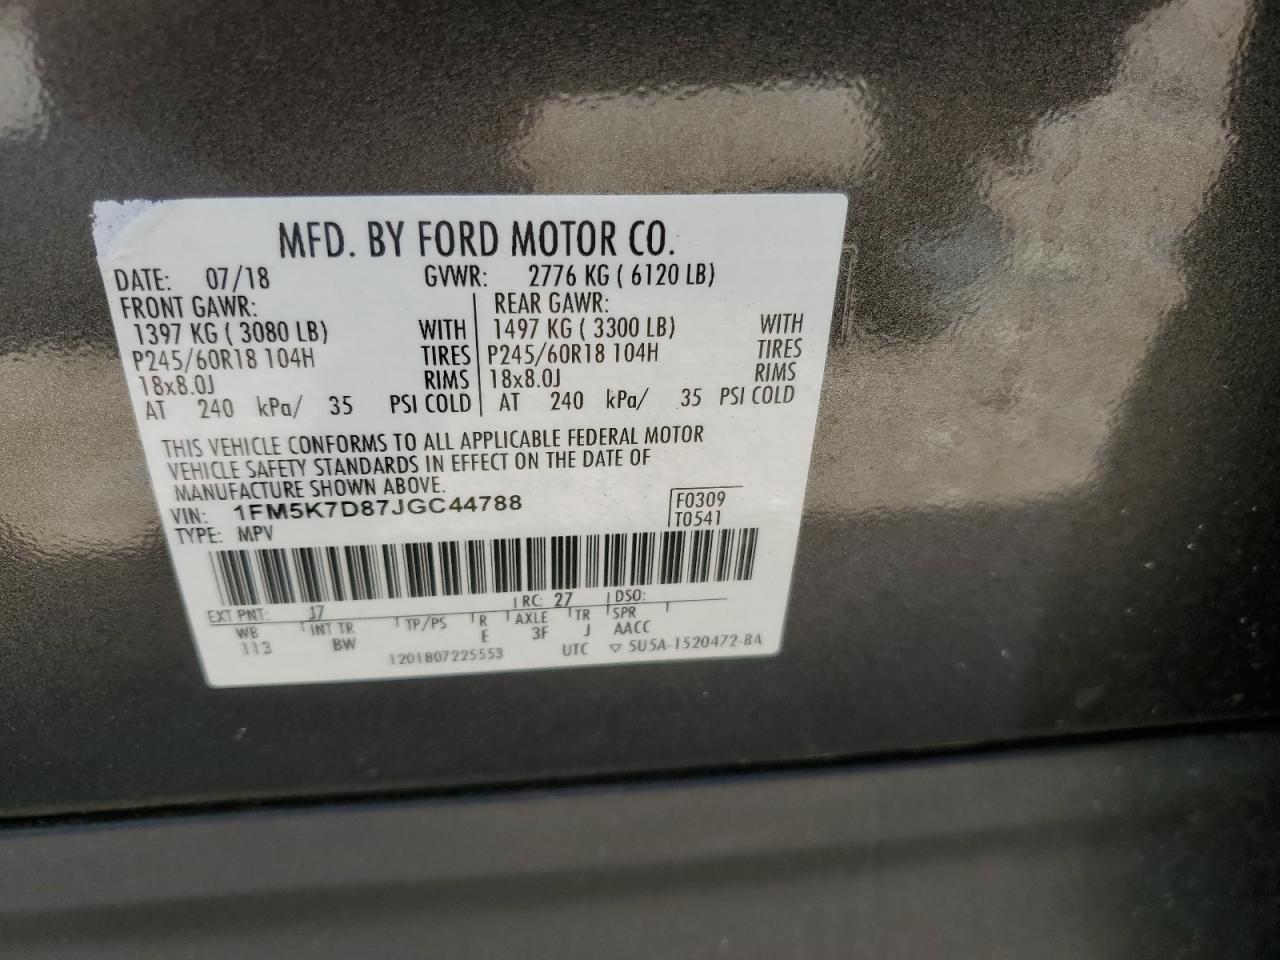 MFD. BY FORD MOTOR CO.
DATE: 07/18 GVWR: 2776 KG ( 6120 LB)
FRONT GAWR: REAR GAWR:
1397 KG ( 3080 LB) WITH 1497 KG ( 3300 LB) WITH
P245/60R18 104H TIRES P245/60R18 104H TIRES
18x8.0J RIMS 18x8.0J RIMS
AT 240 kPa/ 35 PSI COLD AT 240 kPa/ 35 PSI COLD
THIS VEHICLE CONFORMS TO ALL APPLICABLE FEDERAL MOTOR
VEHICLE SAFETY STANDARDS IN EFFECT ON THE DATE OF
MANUFACTURE SHOWN ABOVE.
VIN: 1FM5K7D87JGC44788 F0309
TYPE: MPV T0541
EXT PNT: J7 RC: 27 DSO:
WB INT TR TP/PS R AXLE TR SPR
113 BW E 3F J AACC
1201807225553 UTC ▽ 5U5A-1520472-BA